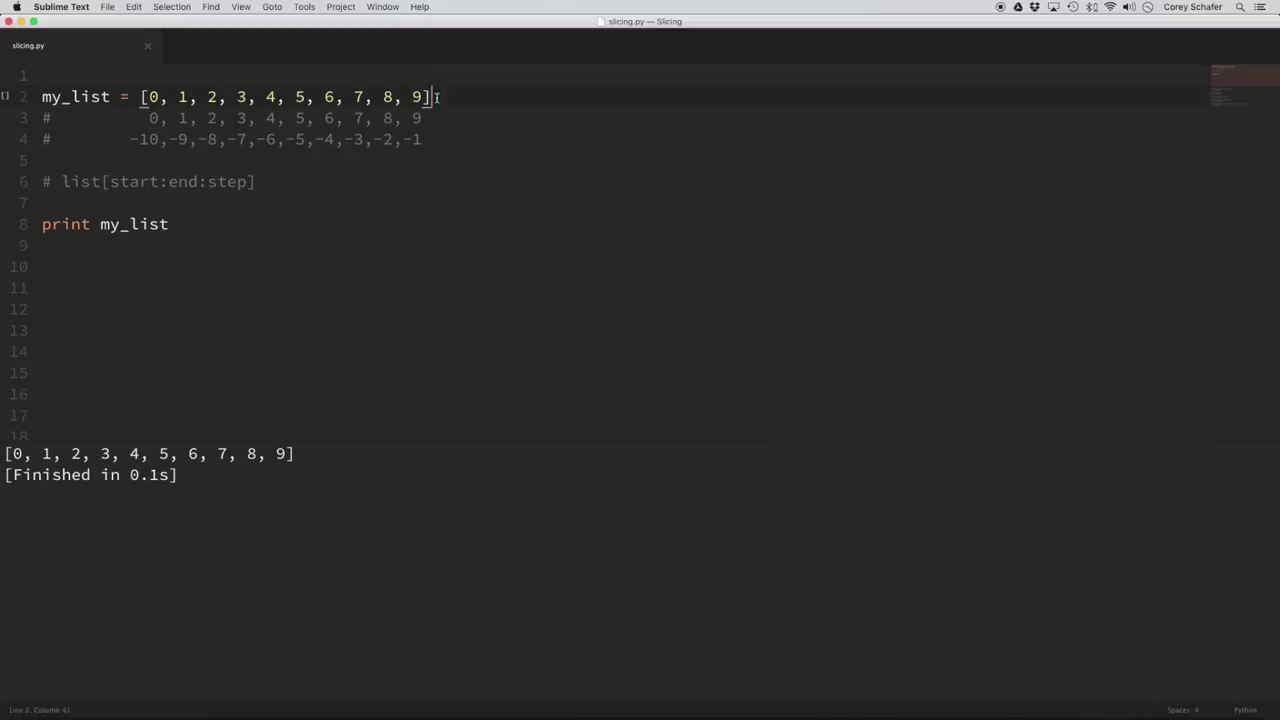 Sublime Text File Edit Selection Find View Goto Tools Project Window Help Corey Schafer
slicing.py — Slicing
slicing.py
1
2 my_list = [0, 1, 2, 3, 4, 5, 6, 7, 8, 9]
3 # 0, 1, 2, 3, 4, 5, 6, 7, 8, 9
4 # -10,-9,-8,-7,-6,-5,-4,-3,-2,-1
5
6 # list[start:end:step]
7
8 print my_list
9
10
11
12
13
14
15
16
17
18
[0, 1, 2, 3, 4, 5, 6, 7, 8, 9]
[Finished in 0.1s]
Line 2, Column 41 Spaces: 4 Python